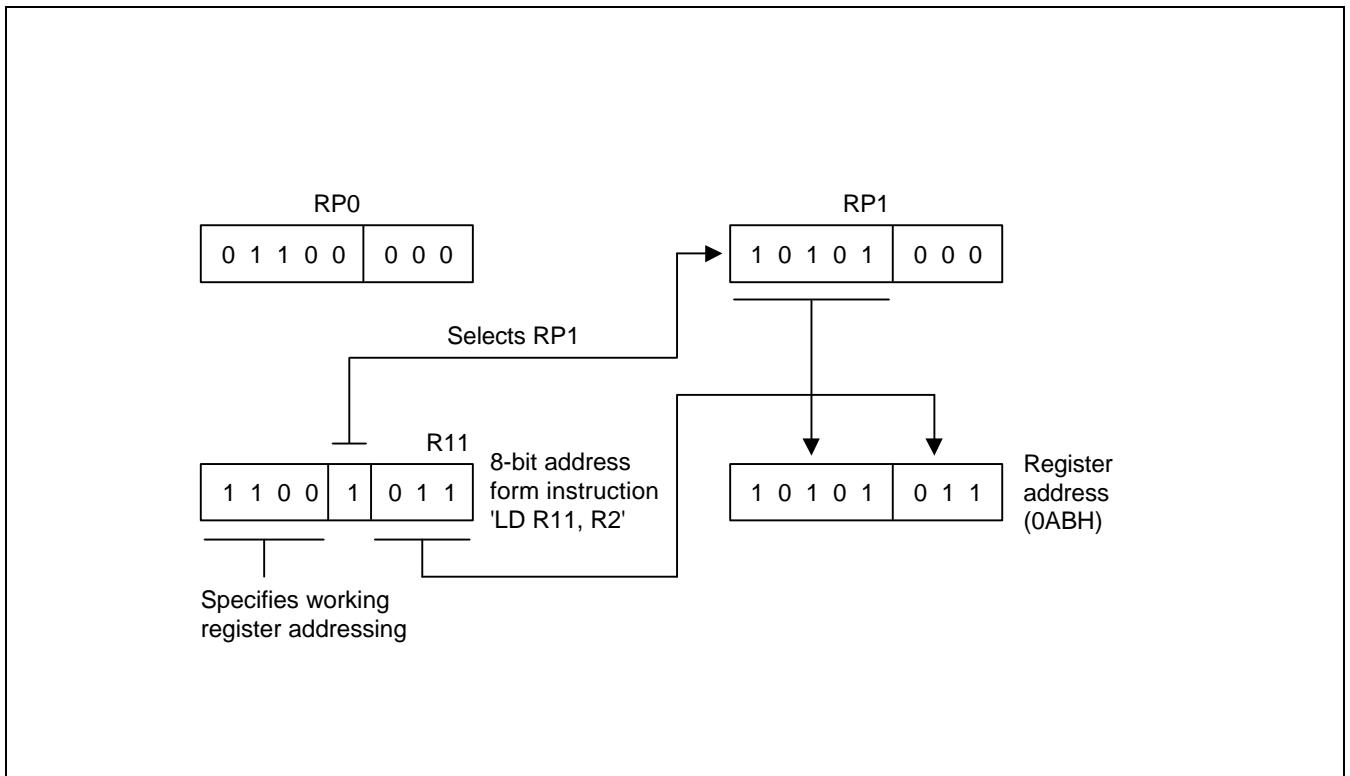 RP0
0 1 1 0 0 0 0 0
RP1
1 0 1 0 1 0 0 0
Selects RP1
R11
1 1 0 0 1 0 1 1
8-bit address
form instruction
'LD R11, R2'
1 0 1 0 1 0 1 1
Register
address
(0ABH)
Specifies working
register addressing